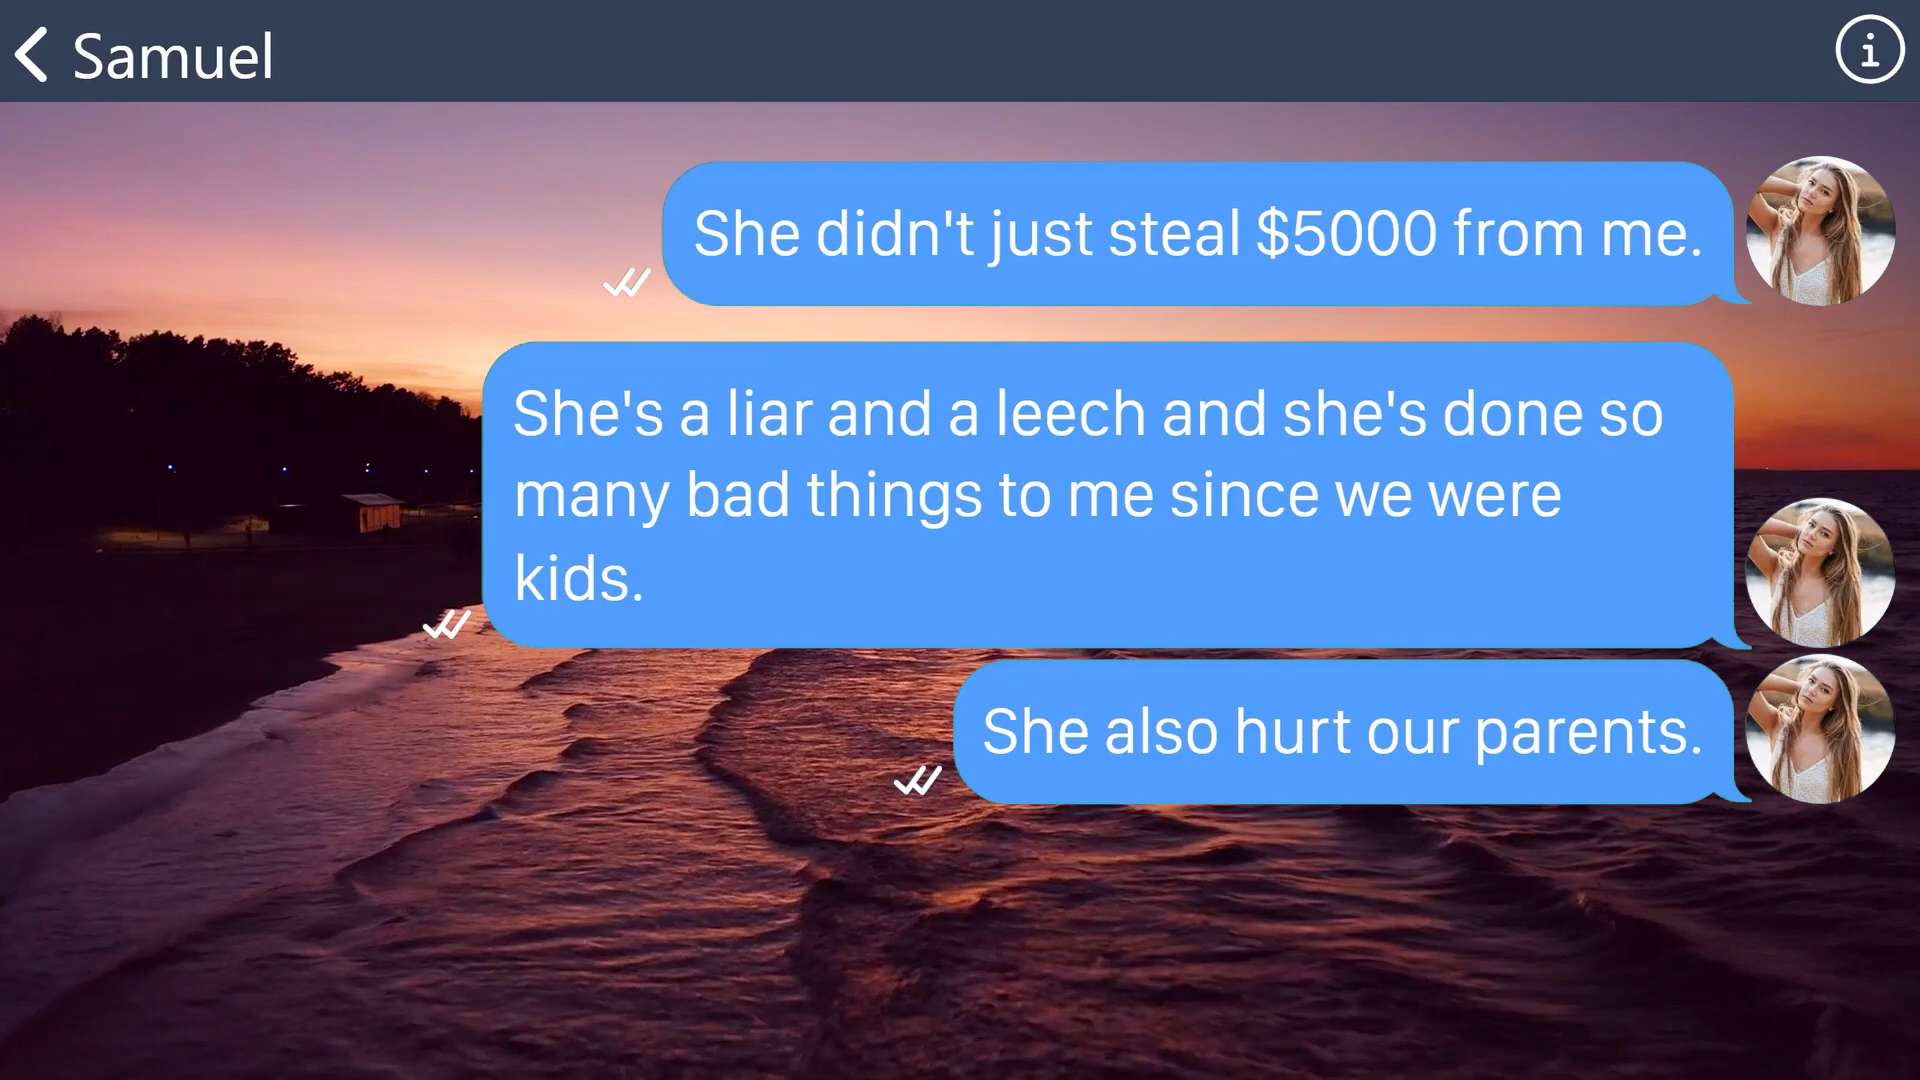 Samuel
She didn't just steal $5000 from me.
She's a liar and a leech and she's done so
many bad things to me since we were
kids.
She also hurt our parents.